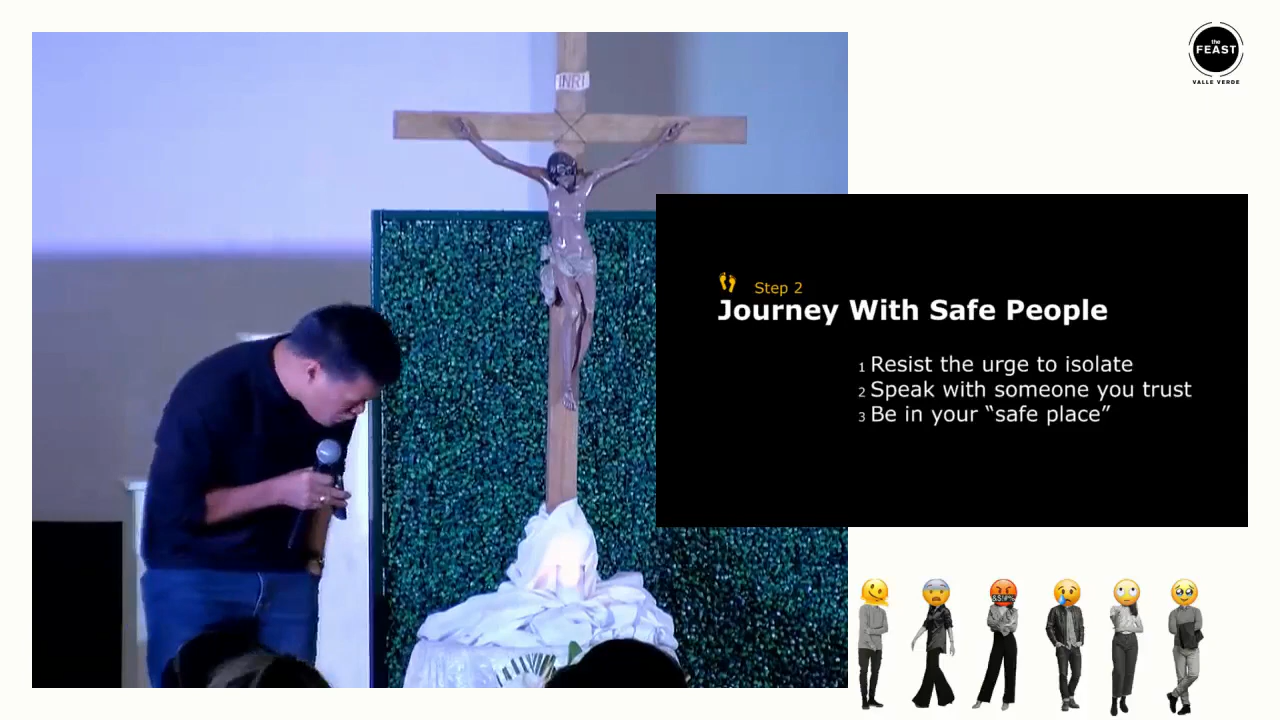 the
FEAST
VALLE VERDE
INRI
Step 2
Journey With Safe People
1 Resist the urge to isolate
2 Speak with someone you trust
3 Be in your “safe place”
&$!#%